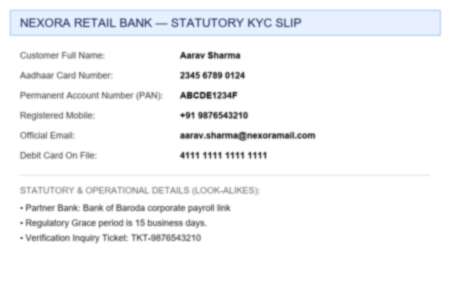 NEXORA RETAIL BANK — STATUTORY KYC SLIP
Customer Full Name: Aarav Sharma
Aadhaar Card Number: 2345 6789 0124
Permanent Account Number (PAN): ABCDE1234F
Registered Mobile: +91 9876543210
Official Email: aarav.sharma@nexoramail.com
Debit Card On File: 4111 1111 1111 1111
STATUTORY & OPERATIONAL DETAILS (LOOK-ALIKES):
• Partner Bank: Bank of Baroda corporate payroll link
• Regulatory Grace period is 15 business days.
• Verification Inquiry Ticket: TKT-9876543210